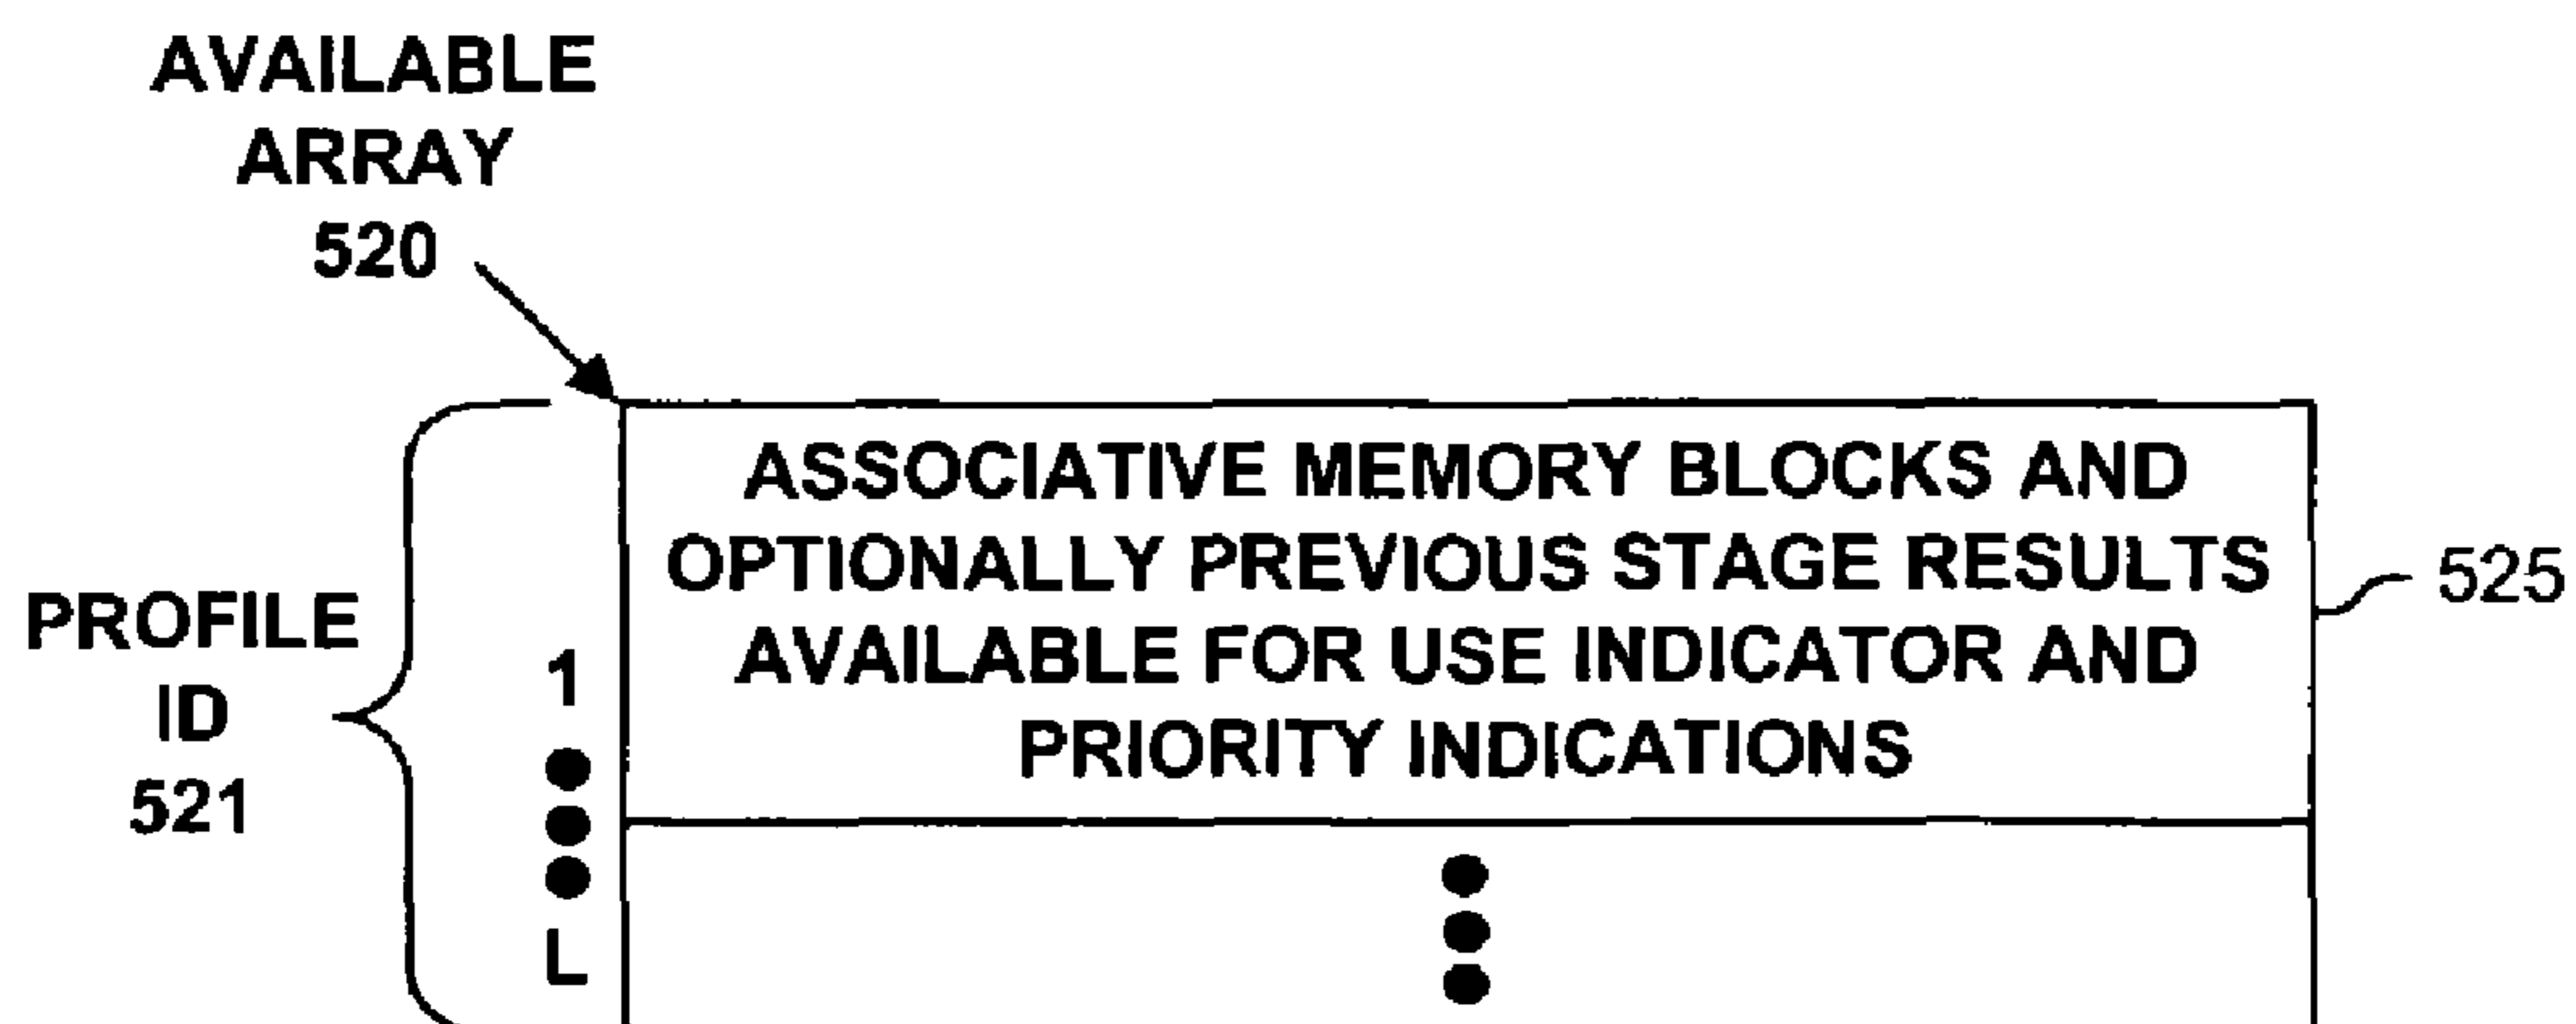 AVAILABLE
ARRAY
520
ASSOCIATIVE MEMORY BLOCKS AND
OPTIONALLY PREVIOUS STAGE RESULTS
AVAILABLE FOR USE INDICATOR AND
PRIORITY INDICATIONS
525
PROFILE
ID
521
1
L